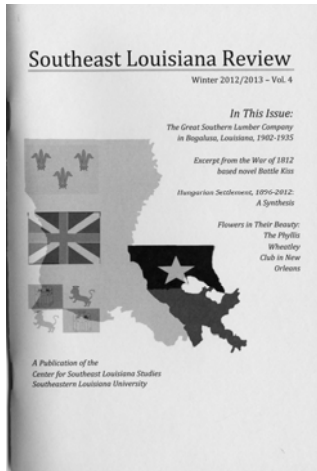 Southeast Louisiana Review
Winter 2012/2013 – Vol. 4
In This Issue:
The Great Southern Lumber Company
in Bogalusa, Louisiana, 1902-1935
Excerpt from the War of 1812
based novel Battle Kiss
Hungarian Settlement, 1896-2012:
A Synthesis
Flowers in Their Beauty:
The Phyllis
Wheatley
Club in New
Orleans
A Publication of the
Center for Southeast Louisiana Studies
Southeastern Louisiana University